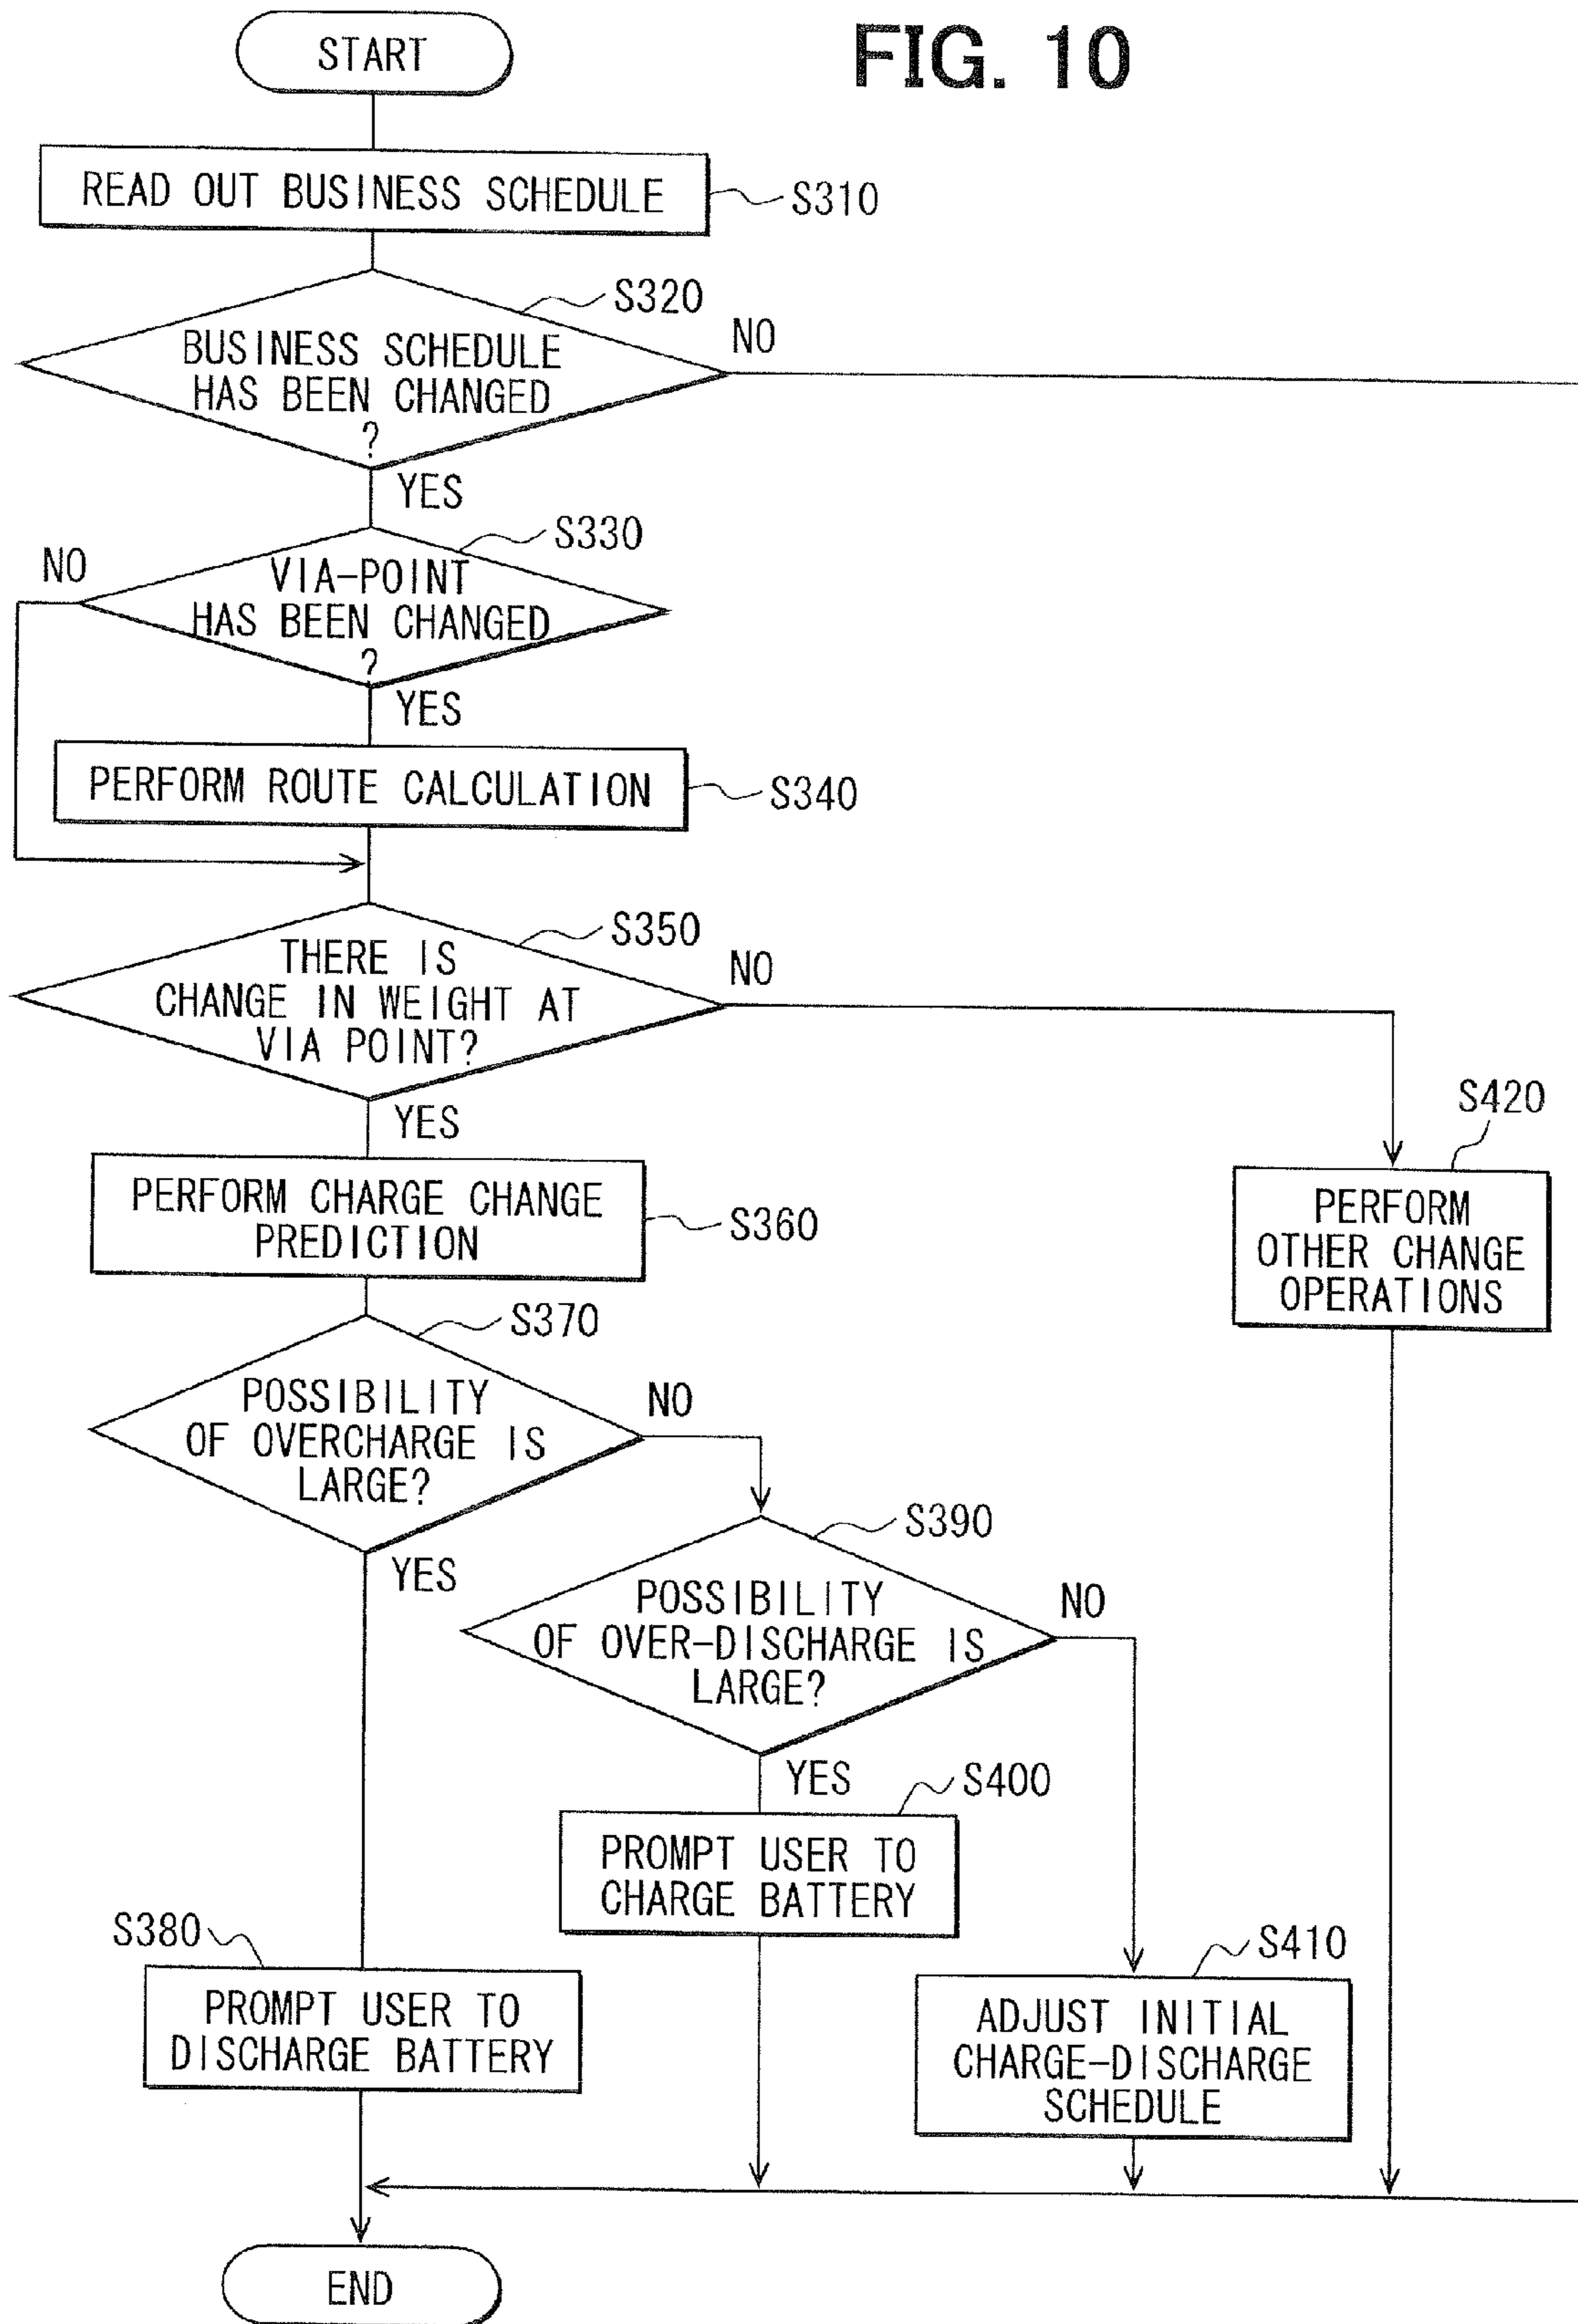 FIG. 10
START
READ OUT BUSINESS SCHEDULE
S310
S320
BUSINESS SCHEDULE
HAS BEEN CHANGED
?
NO
YES
S330
NO
VIA-POINT
HAS BEEN CHANGED
?
YES
PERFORM ROUTE CALCULATION
S340
S350
THERE IS
CHANGE IN WEIGHT AT
VIA POINT?
NO
YES
S420
PERFORM
OTHER CHANGE
OPERATIONS
PERFORM CHARGE CHANGE
PREDICTION
S360
S370
POSSIBILITY
OF OVERCHARGE IS
LARGE?
NO
YES
S390
POSSIBILITY
OF OVER-DISCHARGE IS
LARGE?
NO
YES
S400
PROMPT USER TO
CHARGE BATTERY
S380
PROMPT USER TO
DISCHARGE BATTERY
S410
ADJUST INITIAL
CHARGE-DISCHARGE
SCHEDULE
END